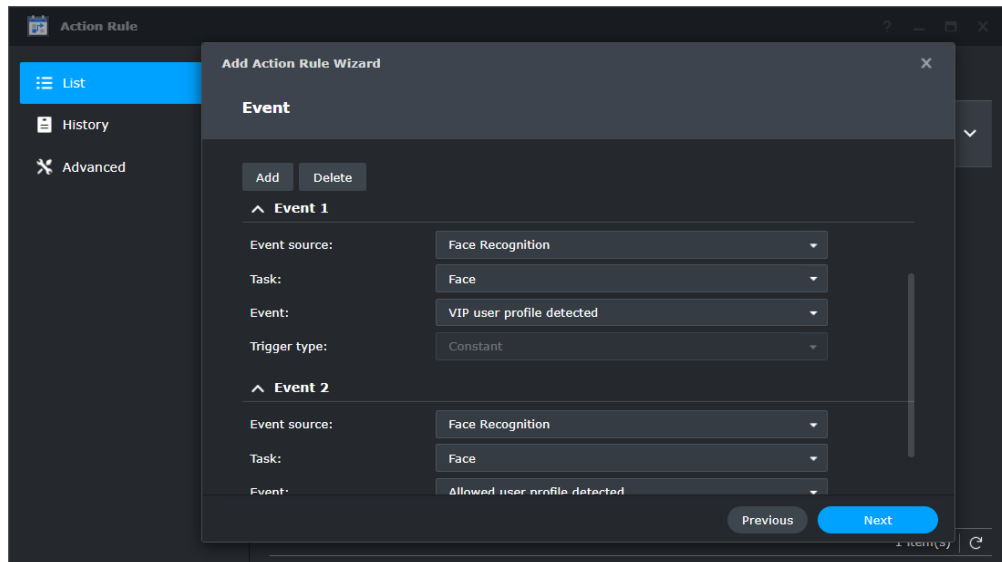 Action Rule
Add Action Rule Wizard
List
Event
History
Advanced
Add Delete
Event 1
Event source: Face Recognition
Task: Face
Event: VIP user profile detected
Trigger type: Constant
Event 2
Event source: Face Recognition
Task: Face
Event: Allowed user profile detected
Previous Next
1 item(s)